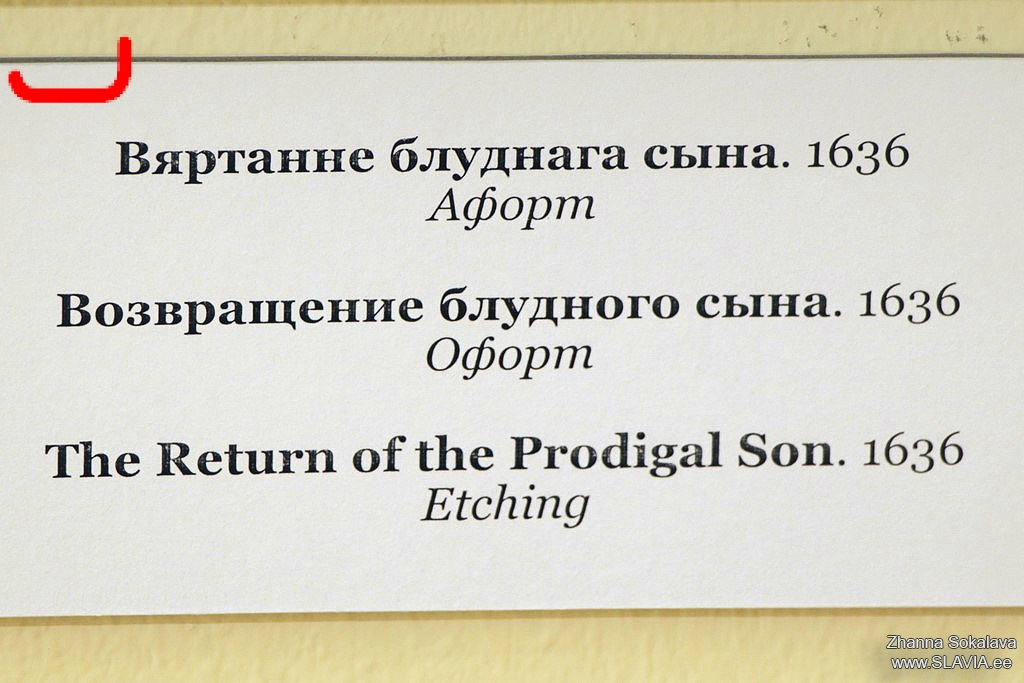 Вяртанне блуднага сына. 1636
Афорт
Возвращение блудного сына. 1636
Офорт
The Return of the Prodigal Son. 1636
Etching
Zhanna Sokalava
www.SLAVIA.ee